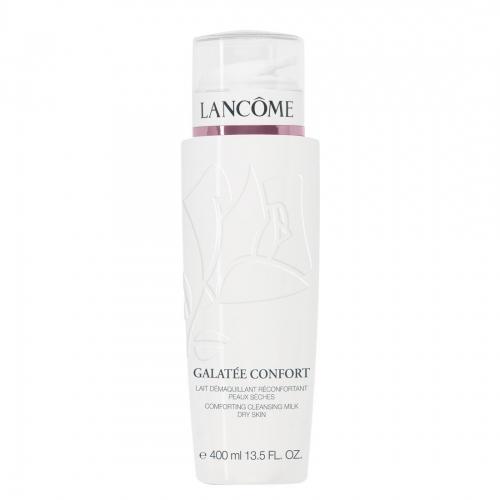 LANCÔME
GALATÉE CONFORT
LAIT DÉMAQUILLANT RÉCONFORTANT
PEAUX SÈCHES
COMFORTING CLEANSING MILK
DRY SKIN
℮ 400 ml 13.5 FL. OZ.